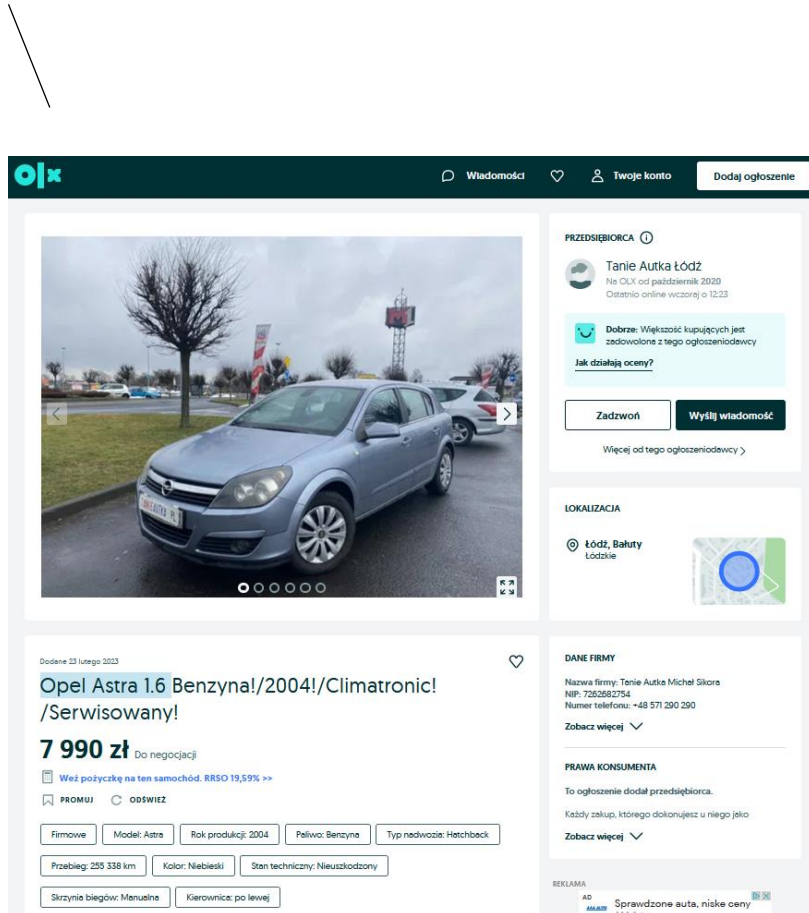 olx
Wiadomości
Twoje konto
Dodaj ogłoszenie
PRZEDSIĘBIORCA
Tanie Autka Łódź
Na OLX od październik 2020
Ostatnio online wczoraj o 12:23
Dobrze: Większość kupujących jest
zadowolona z tego ogłoszeniodawcy
Jak działają oceny?
Zadzwoń
Wyślij wiadomość
Więcej od tego ogłoszeniodawcy
LOKALIZACJA
Łódź, Bałuty
Łódzkie
Dodane 23 lutego 2023
Opel Astra 1.6 Benzyna!/2004!/Climatronic!
/Serwisowany!
7 990 zł Do negocjacji
Weź pożyczkę na ten samochód. RRSO 19,59% >>
PROMUJ
ODŚWIEŻ
Firmowe
Model: Astra
Rok produkcji: 2004
Paliwo: Benzyna
Typ nadwozia: Hatchback
Przebieg: 255 338 km
Kolor: Niebieski
Stan techniczny: Nieuszkodzony
Skrzynia biegów: Manualna
Kierownica: po lewej
DANE FIRMY
Nazwa firmy: Tanie Autka Michał Sikora
NIP: 7262682754
Numer telefonu: +48 571 290 290
Zobacz więcej
PRAWA KONSUMENTA
To ogłoszenie dodał przedsiębiorca.
Każdy zakup, którego dokonujesz u niego jako
Zobacz więcej
REKLAMA
AD
Sprawdzone auta, niske ceny